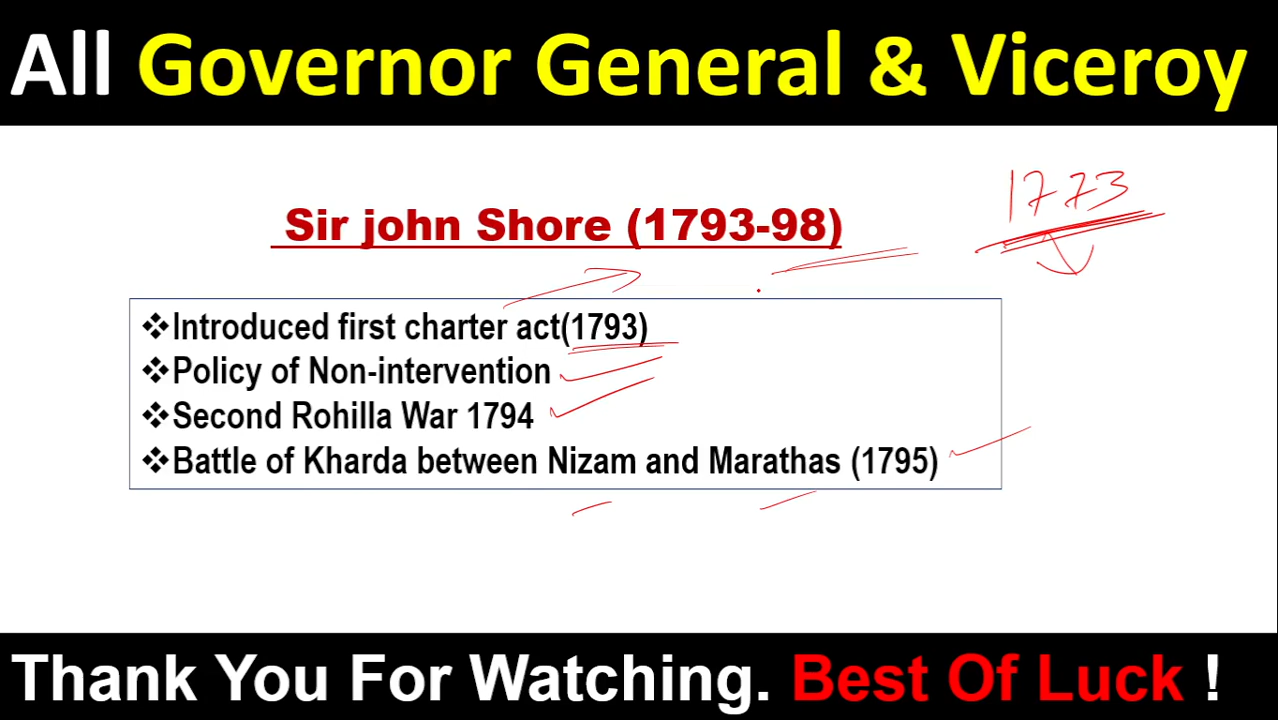 All Governor General & Viceroy
1773
Sir john Shore (1793-98)
❖Introduced first charter act(1793)
❖Policy of Non-intervention
❖Second Rohilla War 1794
❖Battle of Kharda between Nizam and Marathas (1795)
Thank You For Watching. Best Of Luck !